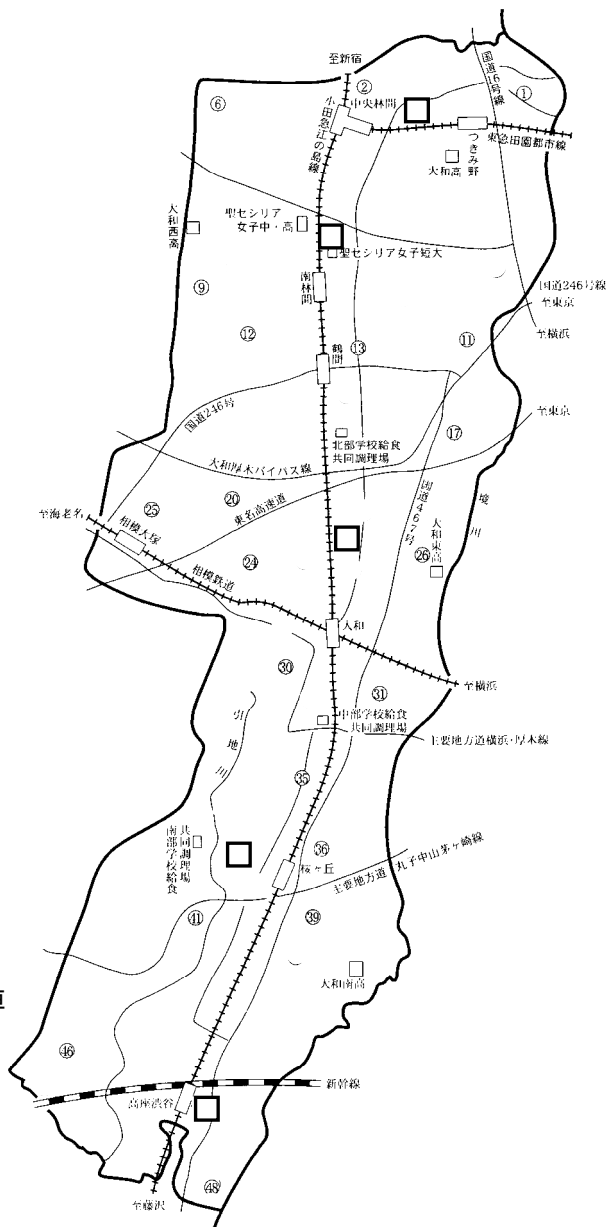 至新宿
国道16号線
①
②
中央林間
⑥
小田急江の島線
つきみ野
東急田園都市線
大和高
大和西高
聖セシリア
女子中・高
聖セシリア女子短大
⑨
南林間
国道246号線
至東京
至横浜
⑫
⑬
⑪
鶴間
国道246号
至東京
⑰
北部学校給食
共同調理場
大和厚木バイパス線
⑳
東名高速道
国道467号
境川
㉕
至海老名
相模大塚
大和東高
㉔
㉖
相模鉄道
大和
㉚
㉛
至横浜
中部学校給食
共同調理場
主要地方道横浜・厚木線
引地川
㉟
南部学校給食
共同調理場
㊱
桜ヶ丘
主要地方道 丸子中山茅ヶ崎線
㊶
㊴
大和南高
㊻
新幹線
高座渋谷
㊽
至藤沢